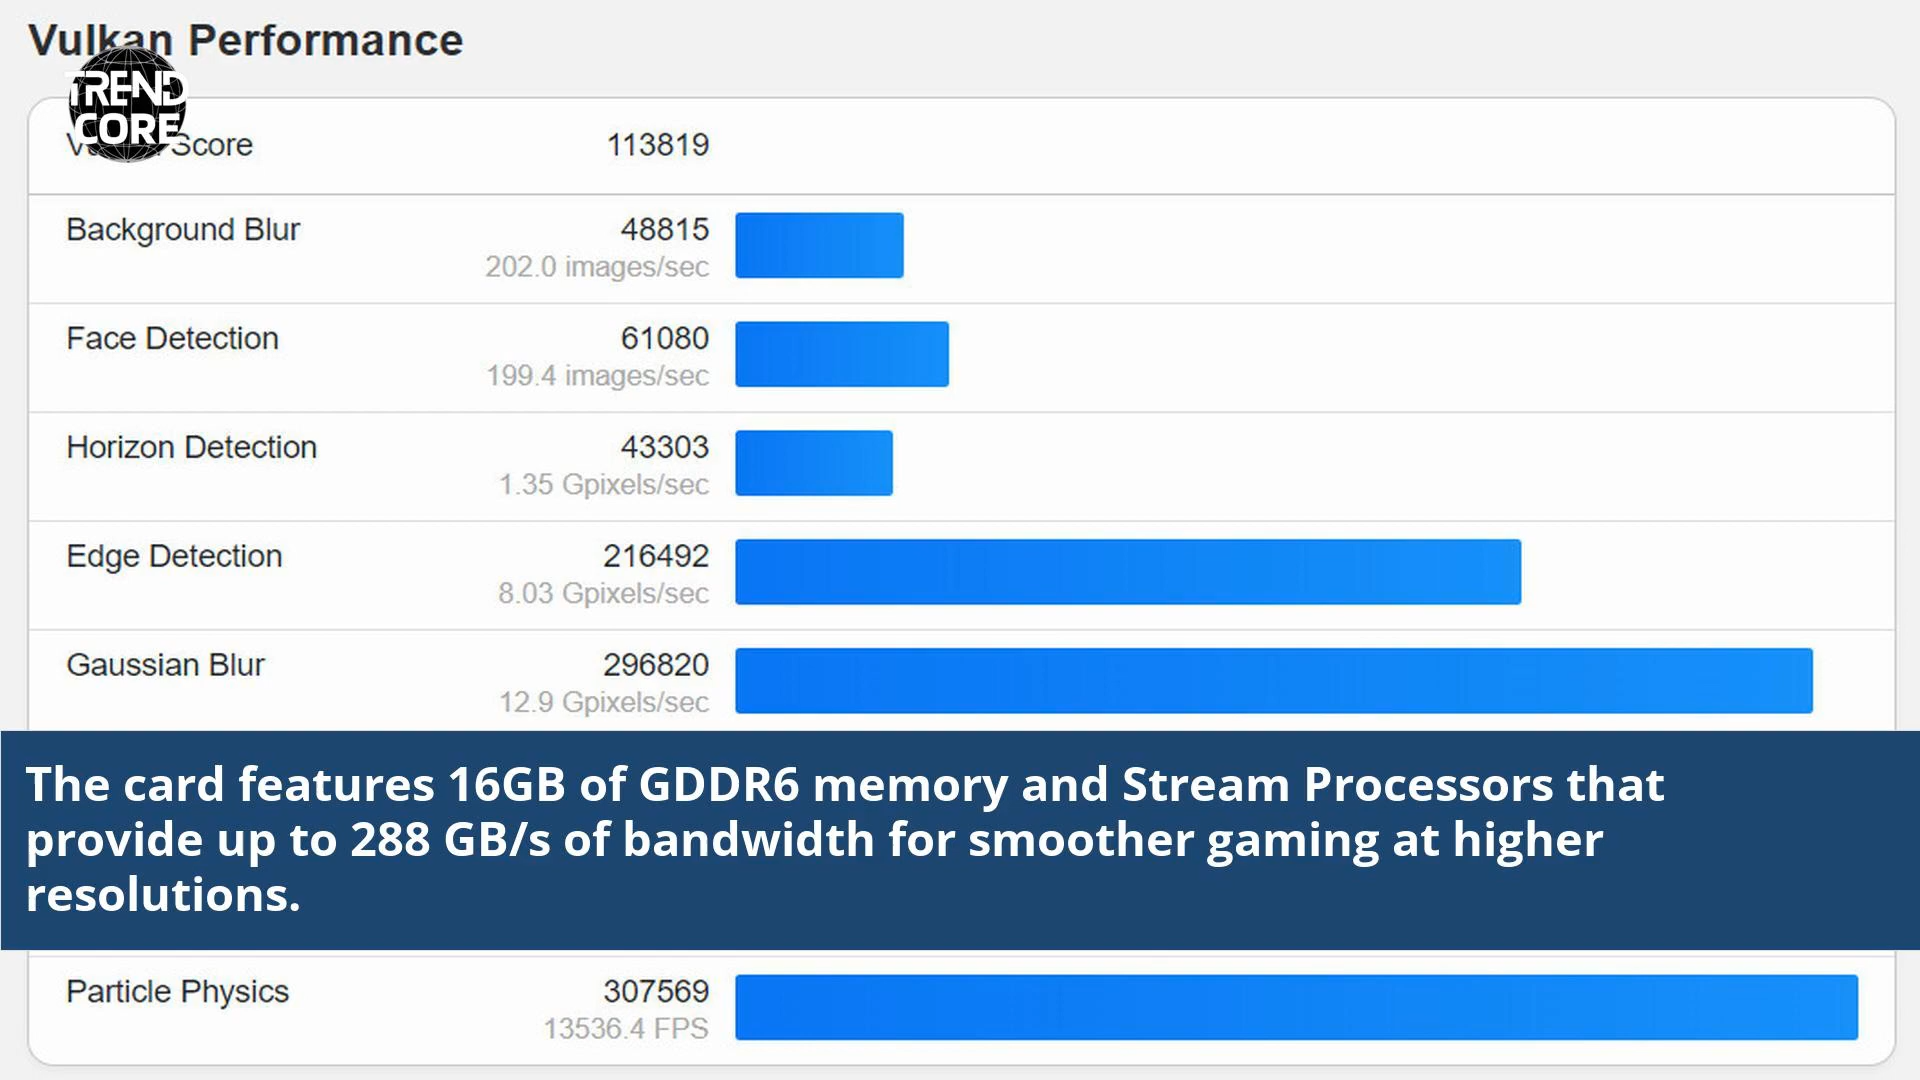 Vulkan Performance
TREND
CORE
Score
113819
Background Blur
48815
202.0 images/sec
Face Detection
61080
199.4 images/sec
Horizon Detection
43303
1.35 Gpixels/sec
Edge Detection
216492
8.03 Gpixels/sec
Gaussian Blur
296820
12.9 Gpixels/sec
The card features 16GB of GDDR6 memory and Stream Processors that
provide up to 288 GB/s of bandwidth for smoother gaming at higher
resolutions.
Particle Physics
307569
13536.4 FPS